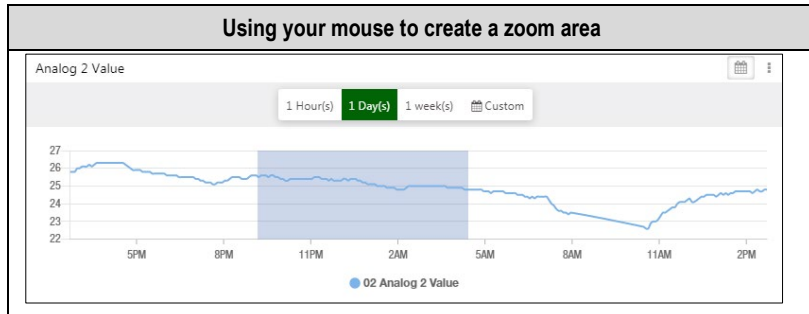 Using your mouse to create a zoom area
Analog 2 Value
1 Hour(s) 1 Day(s) 1 week(s) Custom
27
26
25
24
23
22
5PM 8PM 11PM 2AM 5AM 8AM 11AM 2PM
02 Analog 2 Value